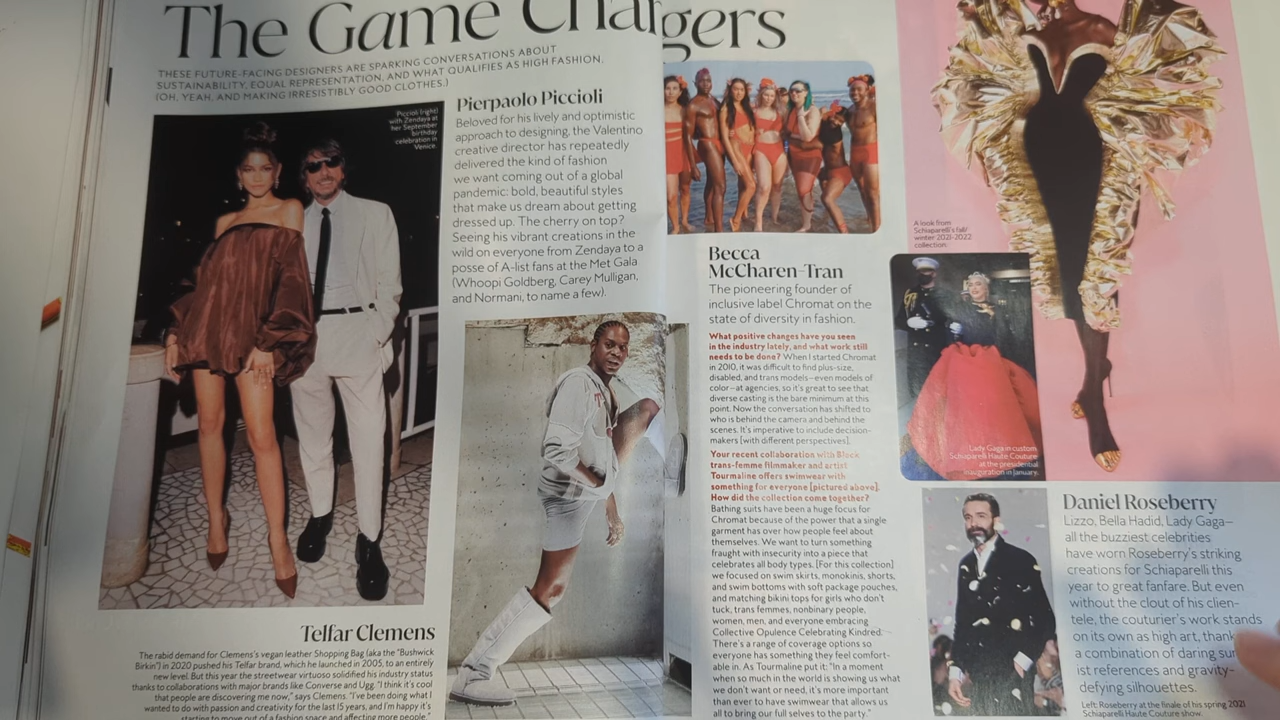 The Game Changers
THESE FUTURE-FACING DESIGNERS ARE SPARKING CONVERSATIONS ABOUT
SUSTAINABILITY, EQUAL REPRESENTATION, AND WHAT QUALIFIES AS HIGH FASHION.
(OH, YEAH, AND MAKING IRRESISTIBLY GOOD CLOTHES.)
Piccioli (right)
with Zendaya at
her September
birthday
celebration in
Venice.
Pierpaolo Piccioli
Beloved for his lively and optimistic
approach to designing, the Valentino
creative director has repeatedly
delivered the kind of fashion
we want coming out of a global
pandemic: bold, beautiful styles
that make us dream about getting
dressed up. The cherry on top?
Seeing his vibrant creations in the
wild on everyone from Zendaya to a
posse of A-list fans at the Met Gala
(Whoopi Goldberg, Carey Mulligan,
and Normani, to name a few).
Telfar Clemens
The rabid demand for Clemens's vegan leather Shopping Bag (aka the "Bushwick
Birkin") in 2020 pushed his Telfar brand, which he launched in 2005, to an entirely
new level. But this year the streetwear virtuoso solidified his industry status
thanks to collaborations with major brands like Converse and Ugg. "I think it's cool
that people are discovering me now," says Clemens. "I've been doing what I
wanted to do with passion and creativity for the last 15 years, and I'm happy it's
starting to move out of a fashion space and affecting more people."
T
Becca
McCharen-Tran
The pioneering founder of
inclusive label Chromat on the
state of diversity in fashion.
What positive changes have you seen
in the industry lately, and what work still
needs to be done? When I started Chromat
in 2010, it was difficult to find plus-size,
disabled, and trans models—even models of
color—at agencies, so it's great to see that
diverse casting is the bare minimum at this
point. Now the conversation has shifted to
who is behind the camera and behind the
scenes. It's imperative to include decision-
makers [with different perspectives].
Your recent collaboration with Black
trans-femme filmmaker and artist
Tourmaline offers swimwear with
something for everyone [pictured above].
How did the collection come together?
Bathing suits have been a huge focus for
Chromat because of the power that a single
garment has over how people feel about
themselves. We want to turn something
fraught with insecurity into a piece that
celebrates all body types. [For this collection]
we focused on swim skirts, monokinis, shorts,
and swim bottoms with soft package pouches,
and matching bikini tops for girls who don't
tuck, trans femmes, nonbinary people,
women, men, and everyone embracing
Collective Opulence Celebrating Kindred.
There's a range of coverage options so
everyone has something they feel comfort-
able in. As Tourmaline put it: "In a moment
when so much in the world is showing us what
we don't want or need, it's more important
than ever to have swimwear that allows us
all to bring our full selves to the party."
A look from
Schiaparelli's fall/
winter 2021-2022
collection.
Lady Gaga in custom
Schiaparelli Haute Couture
at the presidential
inauguration in January.
Daniel Roseberry
Lizzo, Bella Hadid, Lady Gaga—
all the buzziest celebrities
have worn Roseberry's striking
creations for Schiaparelli this
year to great fanfare. But even
without the clout of his clien-
tele, the couturier's work stands
on its own as high art, thank
a combination of daring sur
ist references and gravity-
defying silhouettes.
Left: Roseberry at the finale of his spring 2021
Schiaparelli Haute Couture show.